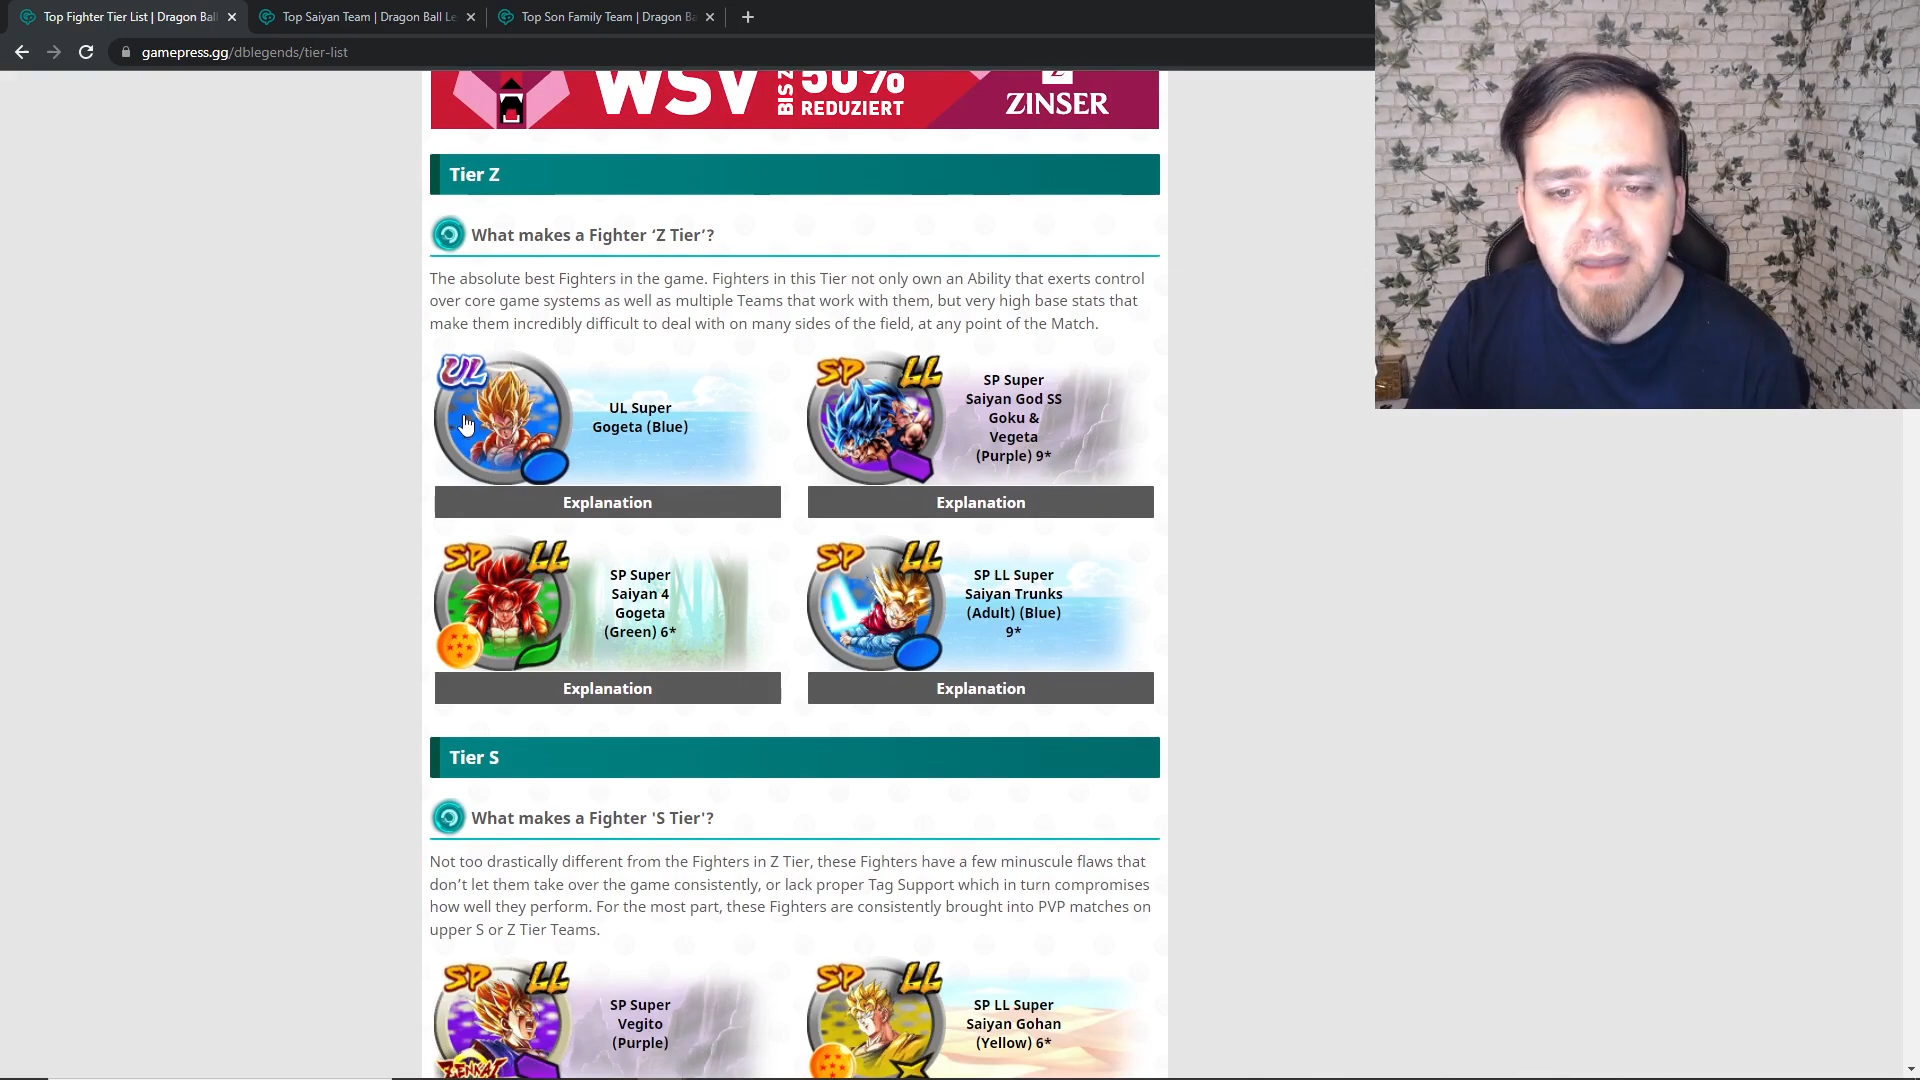 Top Fighter Tier List | Dragon Ball
Top Saiyan Team | Dragon Ball Le
Top Son Family Team | Dragon Ba
gamepress.gg/dblegends/tier-list
WSV
BIS Z
50%
REDUZIERT
ZINSER
Tier Z
What makes a Fighter ‘Z Tier’?
The absolute best Fighters in the game. Fighters in this Tier not only own an Ability that exerts control
over core game systems as well as multiple Teams that work with them, but very high base stats that
make them incredibly difficult to deal with on many sides of the field, at any point of the Match.
UL
UL Super
Gogeta (Blue)
Explanation
SP LL
SP Super
Saiyan God SS
Goku &
Vegeta
(Purple) 9*
Explanation
SP LL
SP Super
Saiyan 4
Gogeta
(Green) 6*
Explanation
SP LL
SP LL Super
Saiyan Trunks
(Adult) (Blue)
9*
Explanation
Tier S
What makes a Fighter 'S Tier'?
Not too drastically different from the Fighters in Z Tier, these Fighters have a few minuscule flaws that
don’t let them take over the game consistently, or lack proper Tag Support which in turn compromises
how well they perform. For the most part, these Fighters are consistently brought into PVP matches on
upper S or Z Tier Teams.
SP LL
ZENKAI
SP Super
Vegito
(Purple)
SP LL
SP LL Super
Saiyan Gohan
(Yellow) 6*